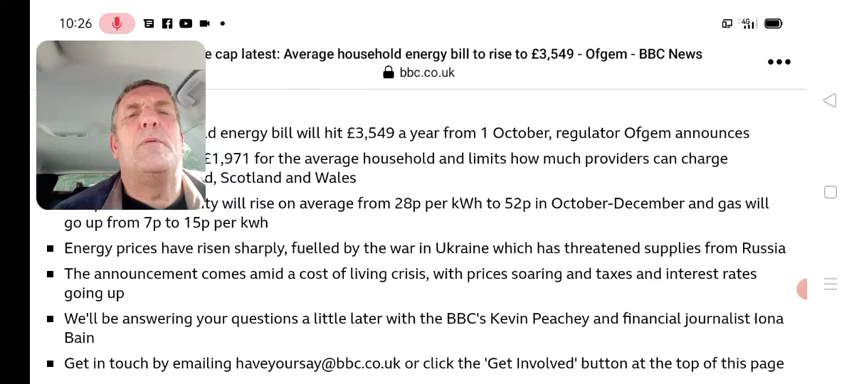 10:26
4G
e cap latest: Average household energy bill to rise to £3,549 - Ofgem - BBC News
bbc.co.uk
ld energy bill will hit £3,549 a year from 1 October, regulator Ofgem announces
£1,971 for the average household and limits how much providers can charge
d, Scotland and Wales
ty will rise on average from 28p per kWh to 52p in October-December and gas will
go up from 7p to 15p per kwh
Energy prices have risen sharply, fuelled by the war in Ukraine which has threatened supplies from Russia
The announcement comes amid a cost of living crisis, with prices soaring and taxes and interest rates
going up
We'll be answering your questions a little later with the BBC's Kevin Peachey and financial journalist Iona
Bain
Get in touch by emailing haveyoursay@bbc.co.uk or click the 'Get Involved' button at the top of this page